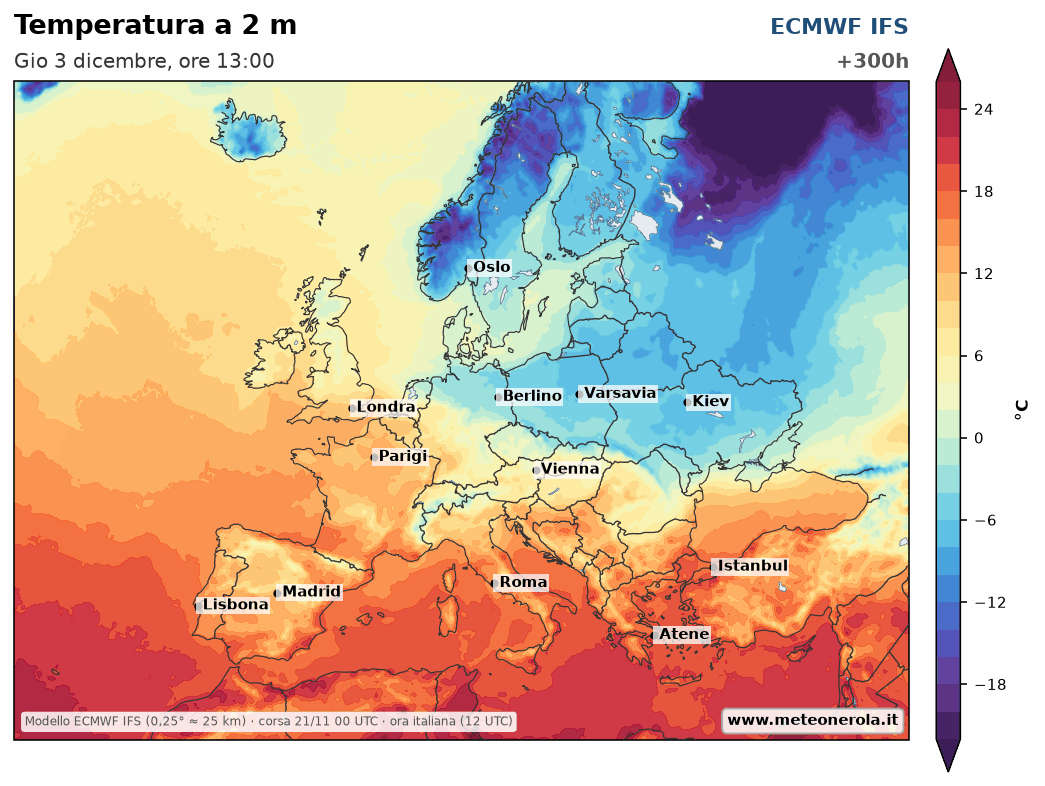 Temperatura a 2 m
ECMWF IFS
Gio 3 dicembre, ore 13:00
+300h
24
18
12
6
0
−6
−12
−18
°C
Oslo
Berlino
Varsavia
Kiev
Londra
Parigi
Vienna
Istanbul
Roma
Madrid
Lisbona
Atene
Modello ECMWF IFS (0,25° ≈ 25 km) · corsa 21/11 00 UTC · ora italiana (12 UTC)
www.meteonerola.it